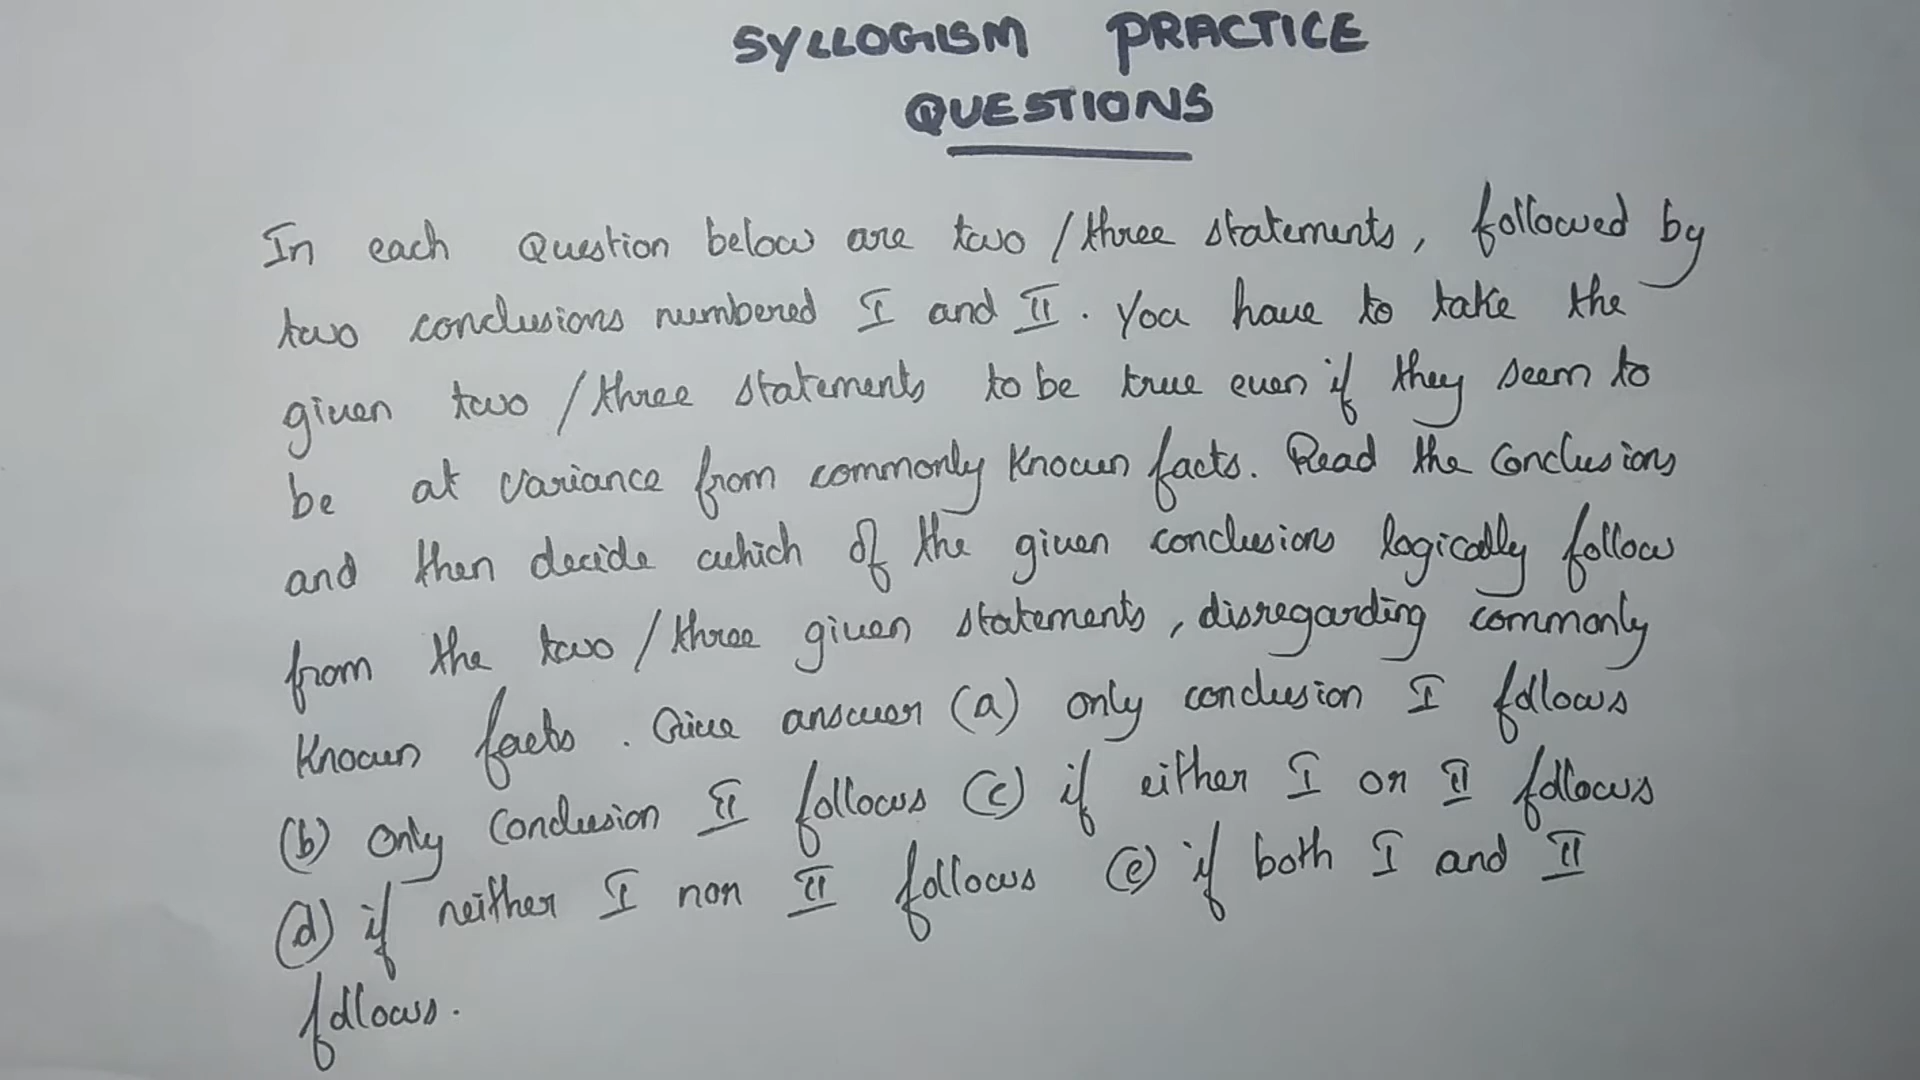 SYLLOGISM PRACTICE
QUESTIONS
In each Question below are two / three statements, followed by
two conclusions numbered I and II. You have to take the
given two / three statements to be true even if they seem to
be at variance from commonly known facts. Read the conclusions
and then decide which of the given conclusions logically follow
from the two / three given statements, disregarding commonly
known facts. Give answer (a) only conclusion I follows
(b) only conclusion II follows (c) if either I or II follows
(d) if neither I nor II follows (e) if both I and II
follows.